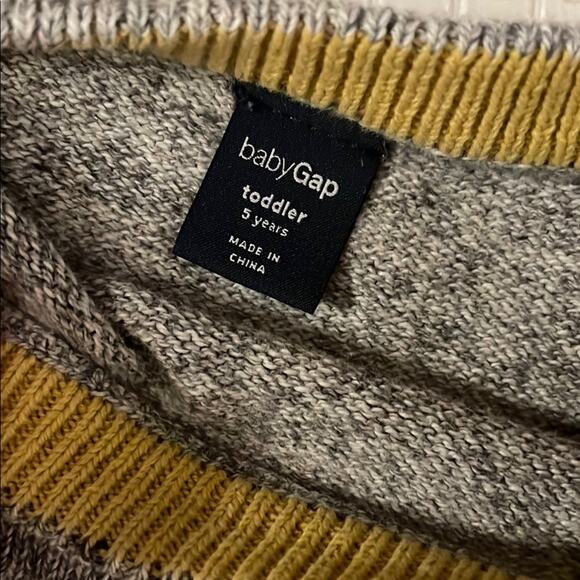 babyGap
toddler
5 years
MADE IN
CHINA